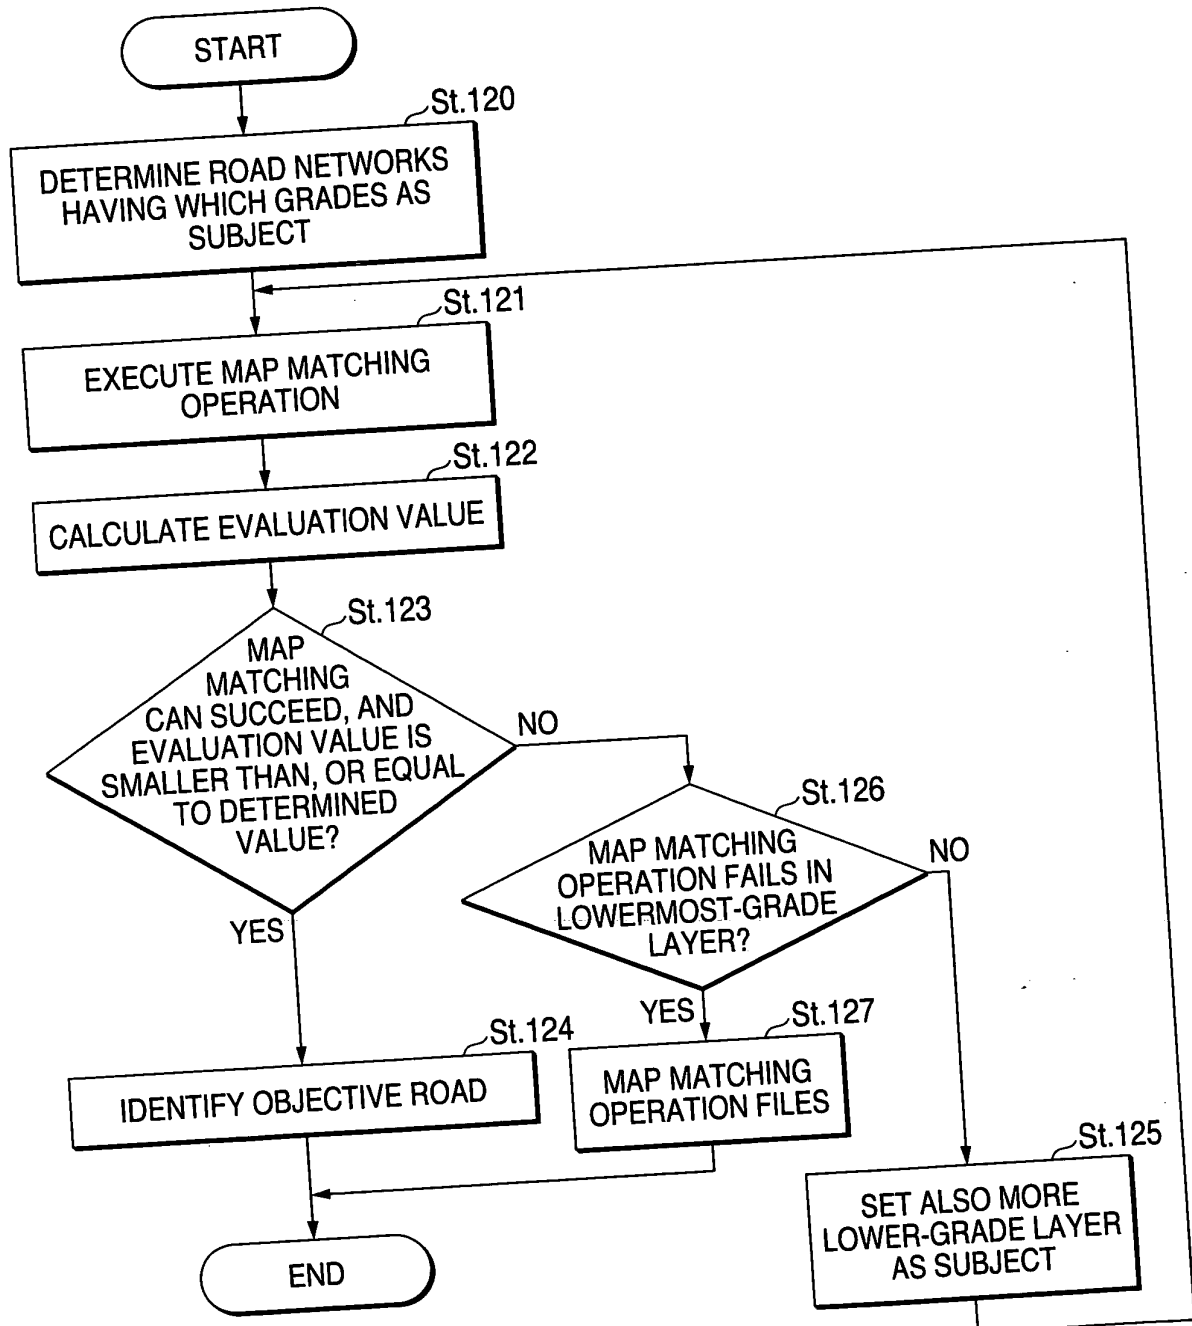 START
St.120
DETERMINE ROAD NETWORKS
HAVING WHICH GRADES AS
SUBJECT
St.121
EXECUTE MAP MATCHING
OPERATION
St.122
CALCULATE EVALUATION VALUE
St.123
MAP
MATCHING
CAN SUCCEED, AND
EVALUATION VALUE IS
SMALLER THAN, OR EQUAL
TO DETERMINED
VALUE?
NO
YES
St.126
MAP MATCHING
OPERATION FAILS IN
LOWERMOST-GRADE
LAYER?
NO
YES
St.124
IDENTIFY OBJECTIVE ROAD
St.127
MAP MATCHING
OPERATION FILES
St.125
SET ALSO MORE
LOWER-GRADE LAYER
AS SUBJECT
END